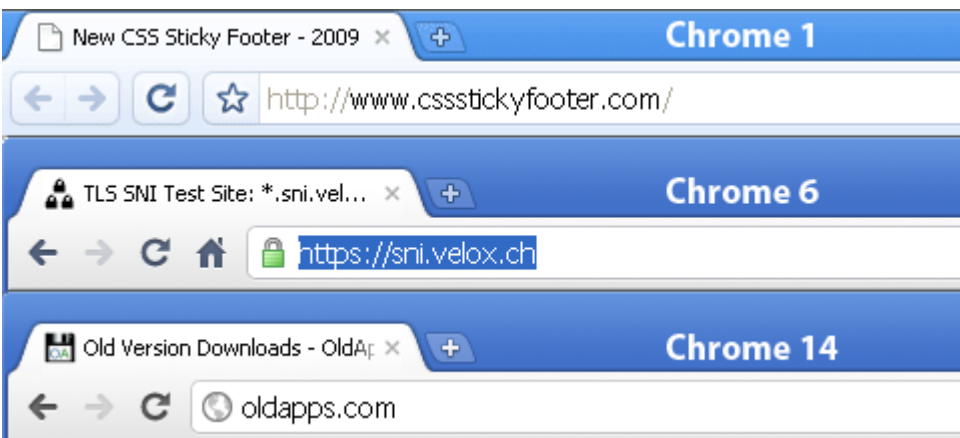 New CSS Sticky Footer - 2009
Chrome 1
http://www.cssstickyfooter.com/
TLS SNI Test Site: *.sni.vel...
Chrome 6
https://sni.velox.ch
Old Version Downloads - OldAp
Chrome 14
OA
oldapps.com